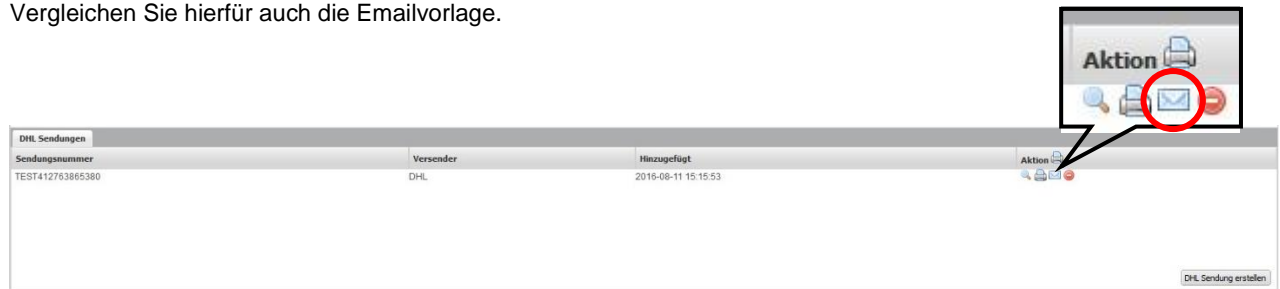 Vergleichen Sie hierfür auch die Emailvorlage.
Aktion
DHL Sendungen
Sendungsnummer Versender Hinzugefügt Aktion
TEST412763865380 DHL 2016-08-11 15:15:53
DHL Sendung erstellen